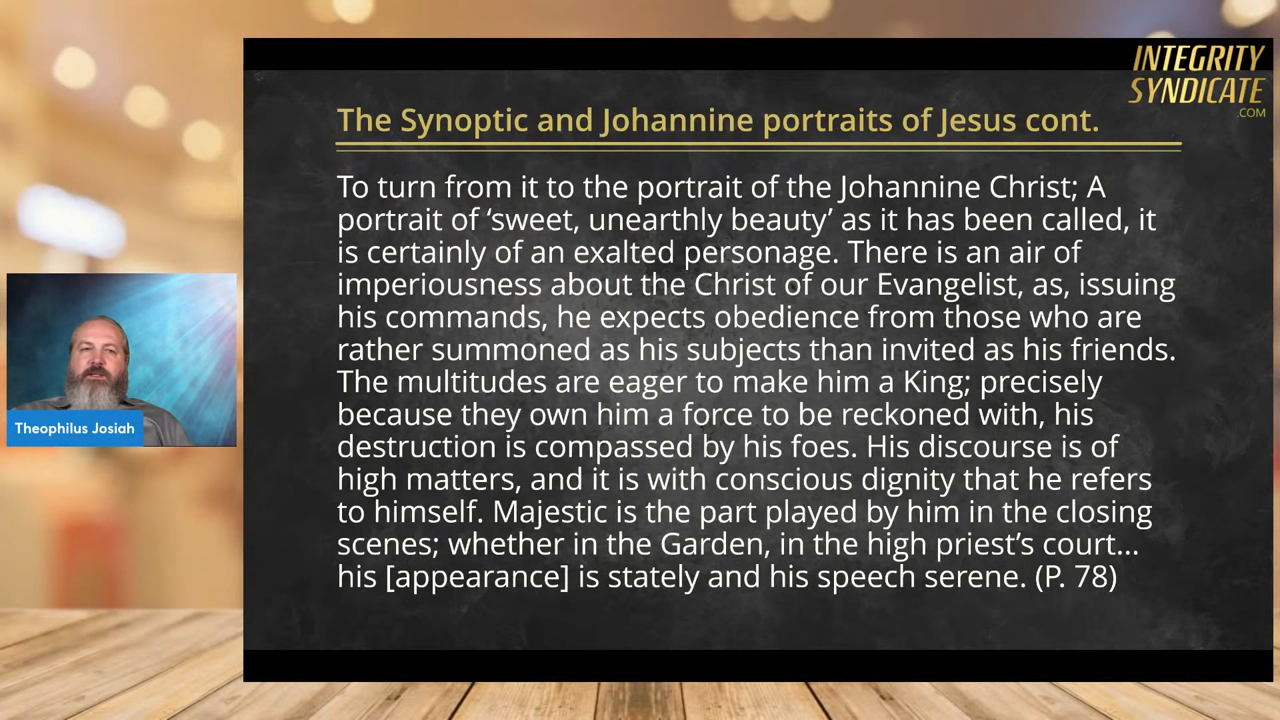 INTEGRITY
SYNDICATE
.COM
The Synoptic and Johannine portraits of Jesus cont.
To turn from it to the portrait of the Johannine Christ; A
portrait of ‘sweet, unearthly beauty’ as it has been called, it
is certainly of an exalted personage. There is an air of
imperiousness about the Christ of our Evangelist, as, issuing
his commands, he expects obedience from those who are
rather summoned as his subjects than invited as his friends.
The multitudes are eager to make him a King; precisely
because they own him a force to be reckoned with, his
destruction is compassed by his foes. His discourse is of
high matters, and it is with conscious dignity that he refers
to himself. Majestic is the part played by him in the closing
scenes; whether in the Garden, in the high priest’s court...
his [appearance] is stately and his speech serene. (P. 78)
Theophilus Josiah